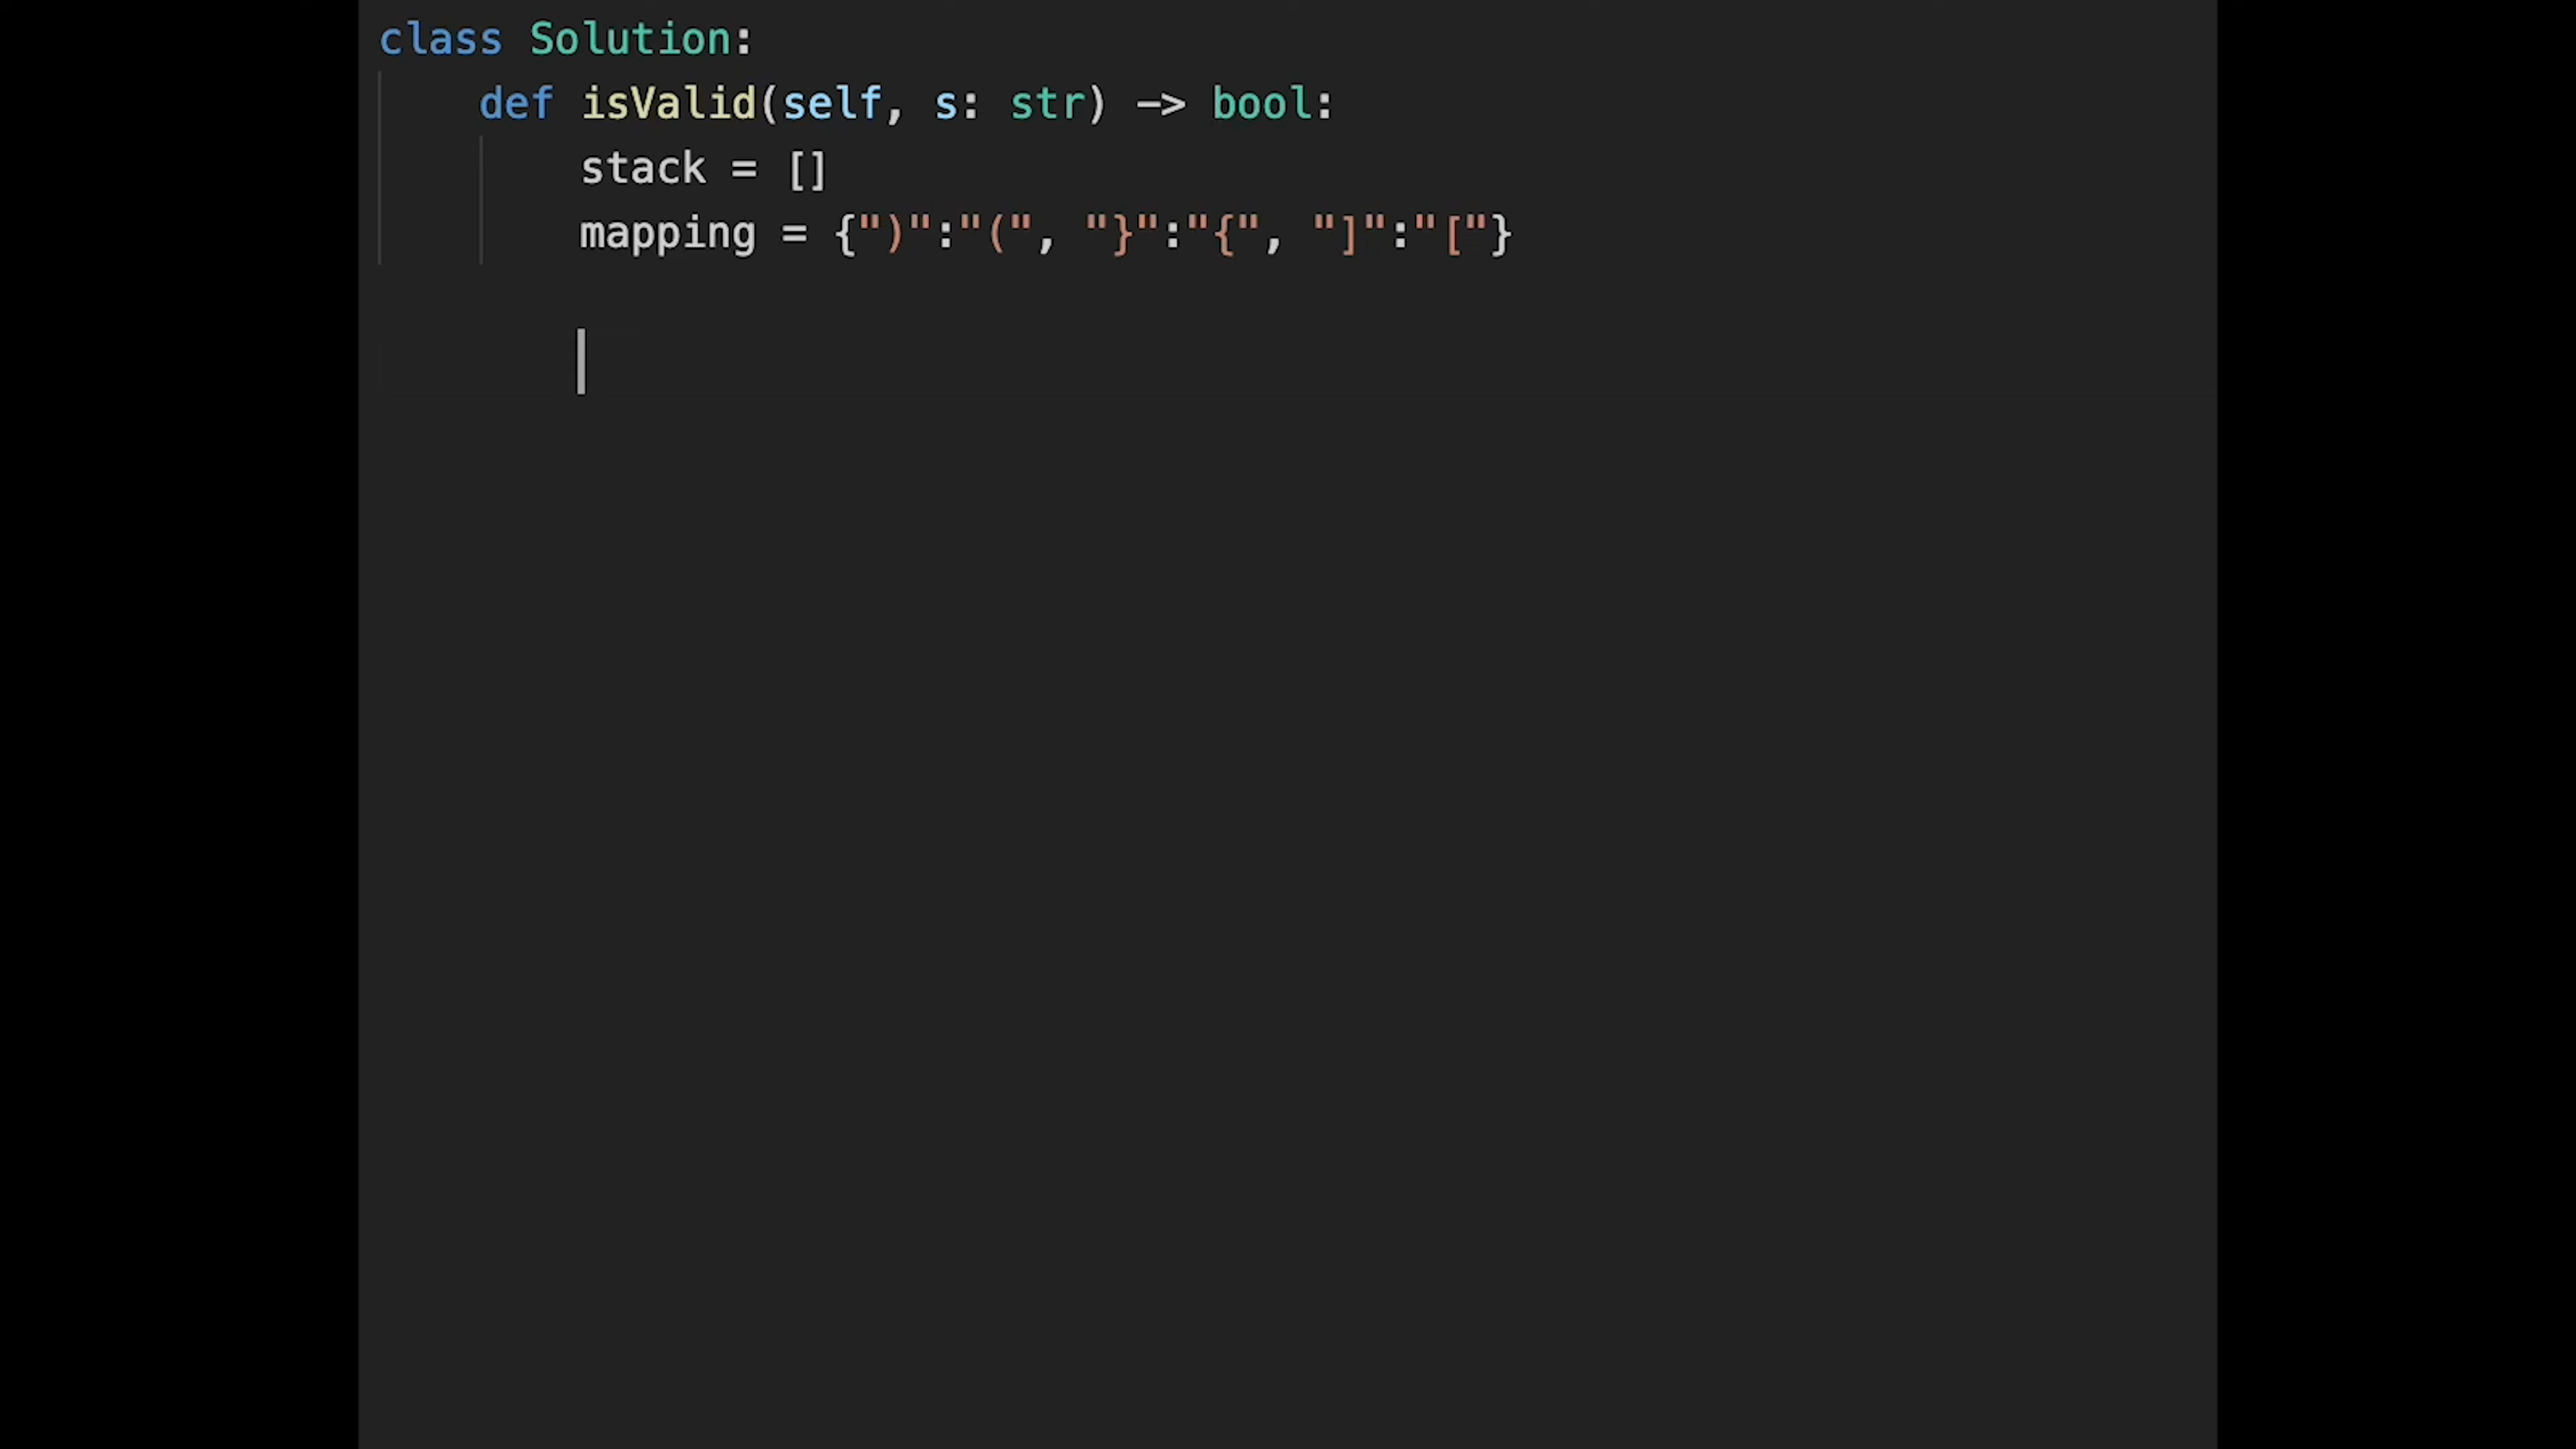 class Solution:
    def isValid(self, s: str) -> bool:
        stack = []
        mapping = {")":"(", "}":"{", "]":"["}